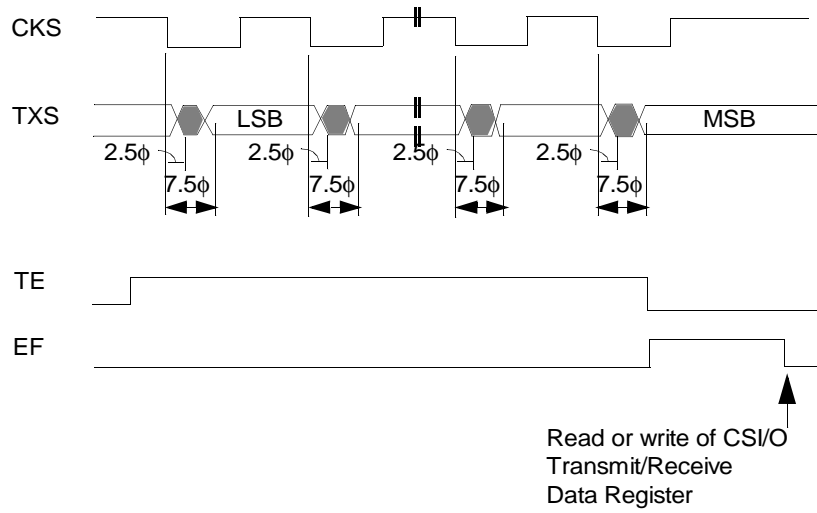 CKS
TXS
LSB
MSB
2.5ϕ
2.5ϕ
2.5ϕ
2.5ϕ
7.5ϕ
7.5ϕ
7.5ϕ
7.5ϕ
TE
EF
Read or write of CSI/O
Transmit/Receive
Data Register